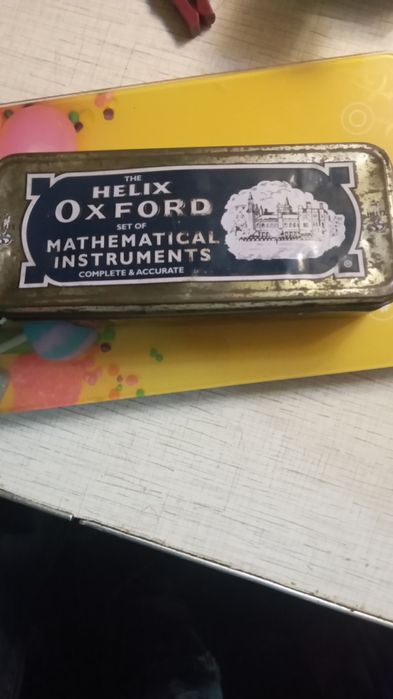 THE
HELIX
OXFORD
SET OF
MATHEMATICAL
INSTRUMENTS
COMPLETE & ACCURATE
®